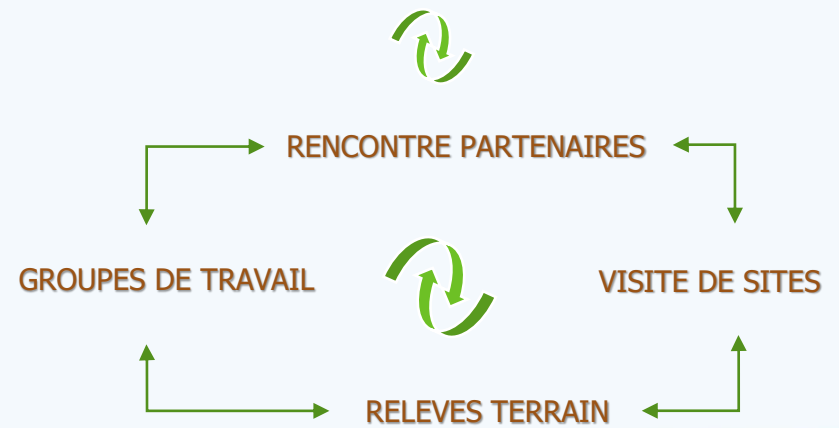 RENCONTRE PARTENAIRES
GROUPES DE TRAVAIL
VISITE DE SITES
RELEVES TERRAIN